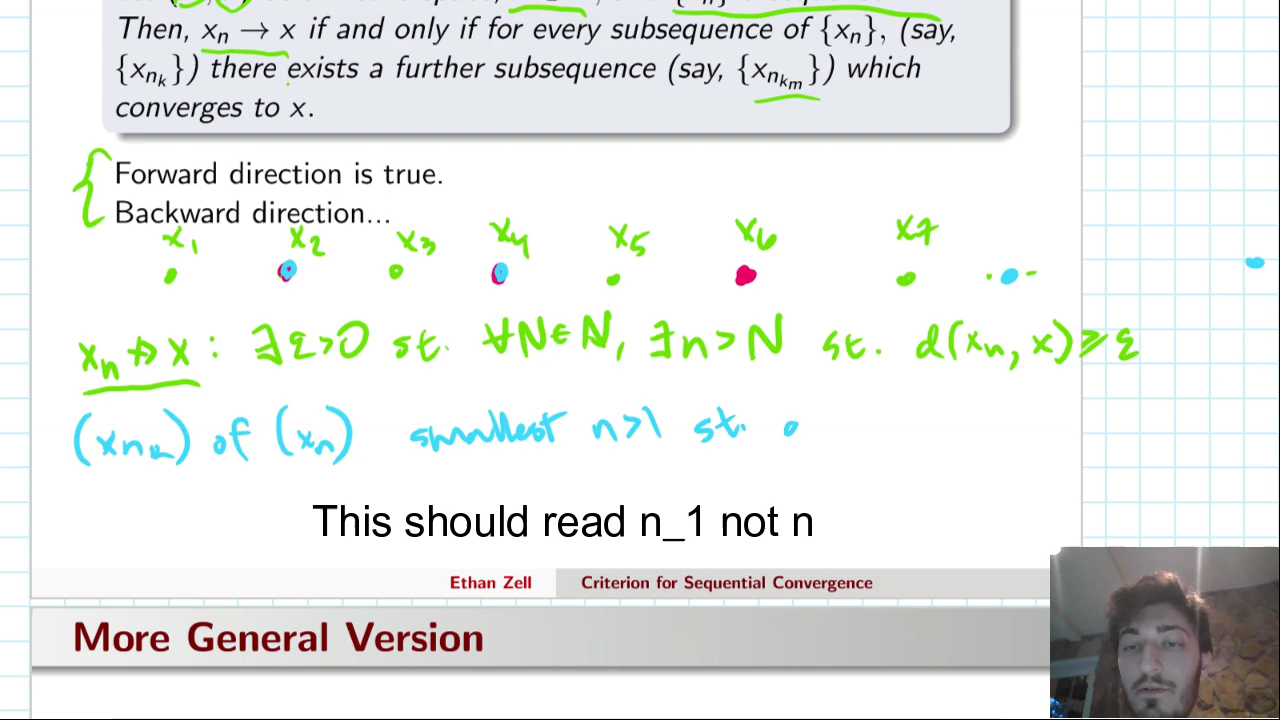 Then, xₙ → x if and only if for every subsequence of {xₙ}, (say,
{xₙₖ}) there exists a further subsequence (say, {xₙₖₘ}) which
converges to x.
Forward direction is true.
Backward direction...
x₁ x₂ x₃ x₄ x₅ x₆ x₇
xₙ ↛ x : ∃ε>0 st. ∀N∈ℕ, ∃n>N st. d(xₙ, x) ⩾ ε
(xₙₖ) of (xₙ) smallest n>1 st.
This should read n_1 not n
Ethan Zell Criterion for Sequential Convergence
More General Version